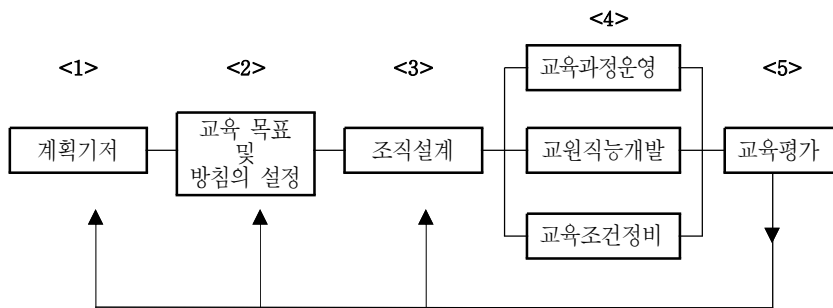 <4>
<1>
<2>
<3>
<5>
교육과정운영
계획기저
교육 목표
및
방침의 설정
조직설계
교원직능개발
교육평가
교육조건정비